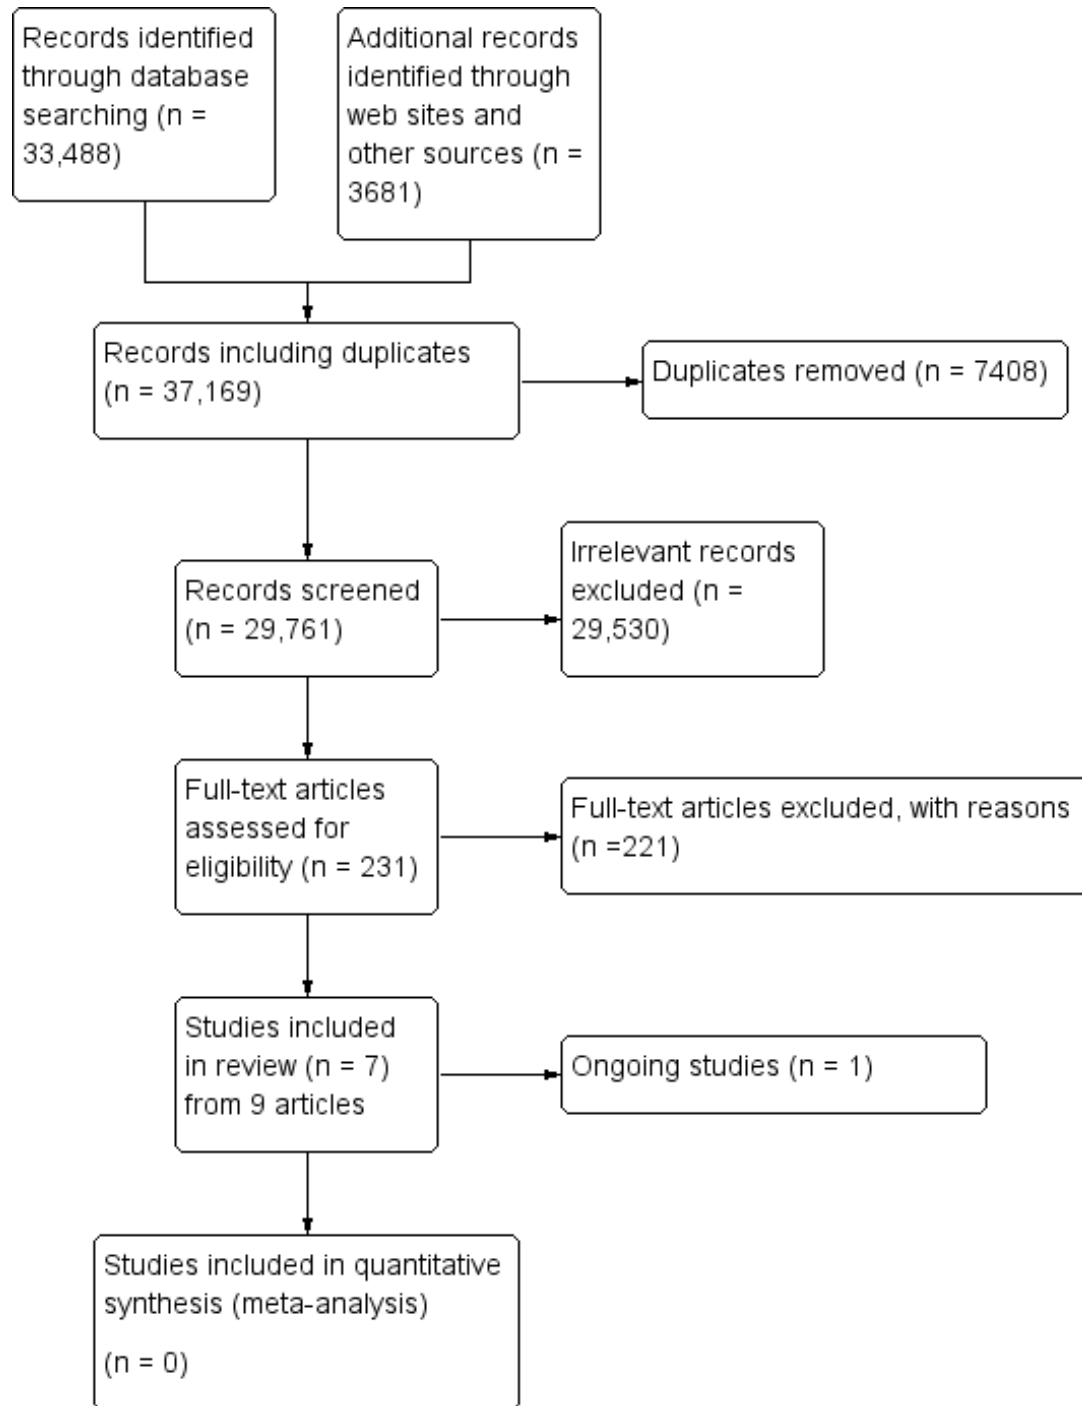 Records identified
through database
searching (n =
33,488)
Additional records
identified through
web sites and
other sources (n =
3681)
Records including duplicates
(n = 37,169)
Duplicates removed (n = 7408)
Records screened
(n = 29,761)
Irrelevant records
excluded (n =
29,530)
Full-text articles
assessed for
eligibility (n = 231)
Full-text articles excluded, with reasons
(n =221)
Studies included
in review (n = 7)
from 9 articles
Ongoing studies (n = 1)
Studies included in quantitative
synthesis (meta-analysis)
(n = 0)